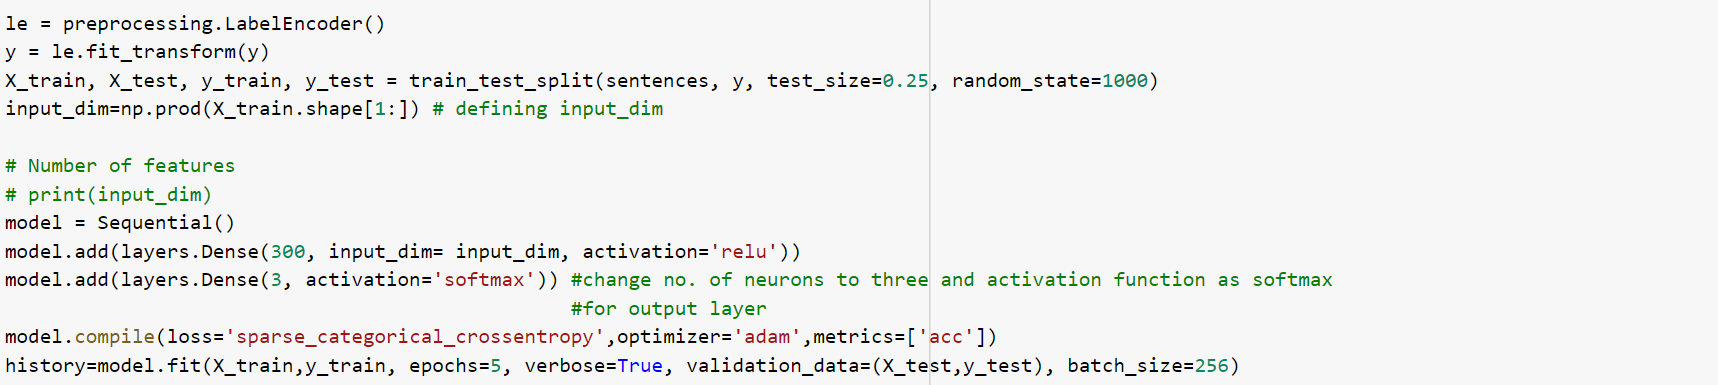 le = preprocessing.LabelEncoder()
y = le.fit_transform(y)
X_train, X_test, y_train, y_test = train_test_split(sentences, y, test_size=0.25, random_state=1000)
input_dim=np.prod(X_train.shape[1:]) # defining input_dim
# Number of features
# print(input_dim)
model = Sequential()
model.add(layers.Dense(300, input_dim= input_dim, activation='relu'))
model.add(layers.Dense(3, activation='softmax')) #change no. of neurons to three and activation function as softmax
#for output layer
model.compile(loss='sparse_categorical_crossentropy',optimizer='adam',metrics=['acc'])
history=model.fit(X_train,y_train, epochs=5, verbose=True, validation_data=(X_test,y_test), batch_size=256)